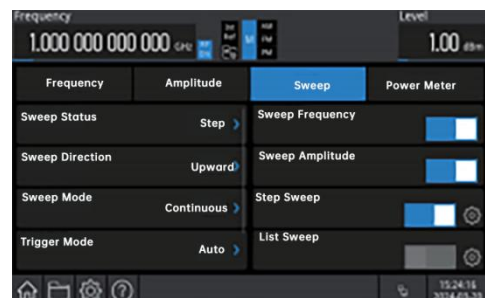 Frequency
Level
1.000 000 000 000 GHz
1.00 dBm
Frequency Amplitude Sweep Power Meter
Sweep Status
Step
Sweep Frequency
Sweep Direction
Upward
Sweep Amplitude
Sweep Mode
Continuous
Step Sweep
Trigger Mode
Auto
List Sweep
15:24:16